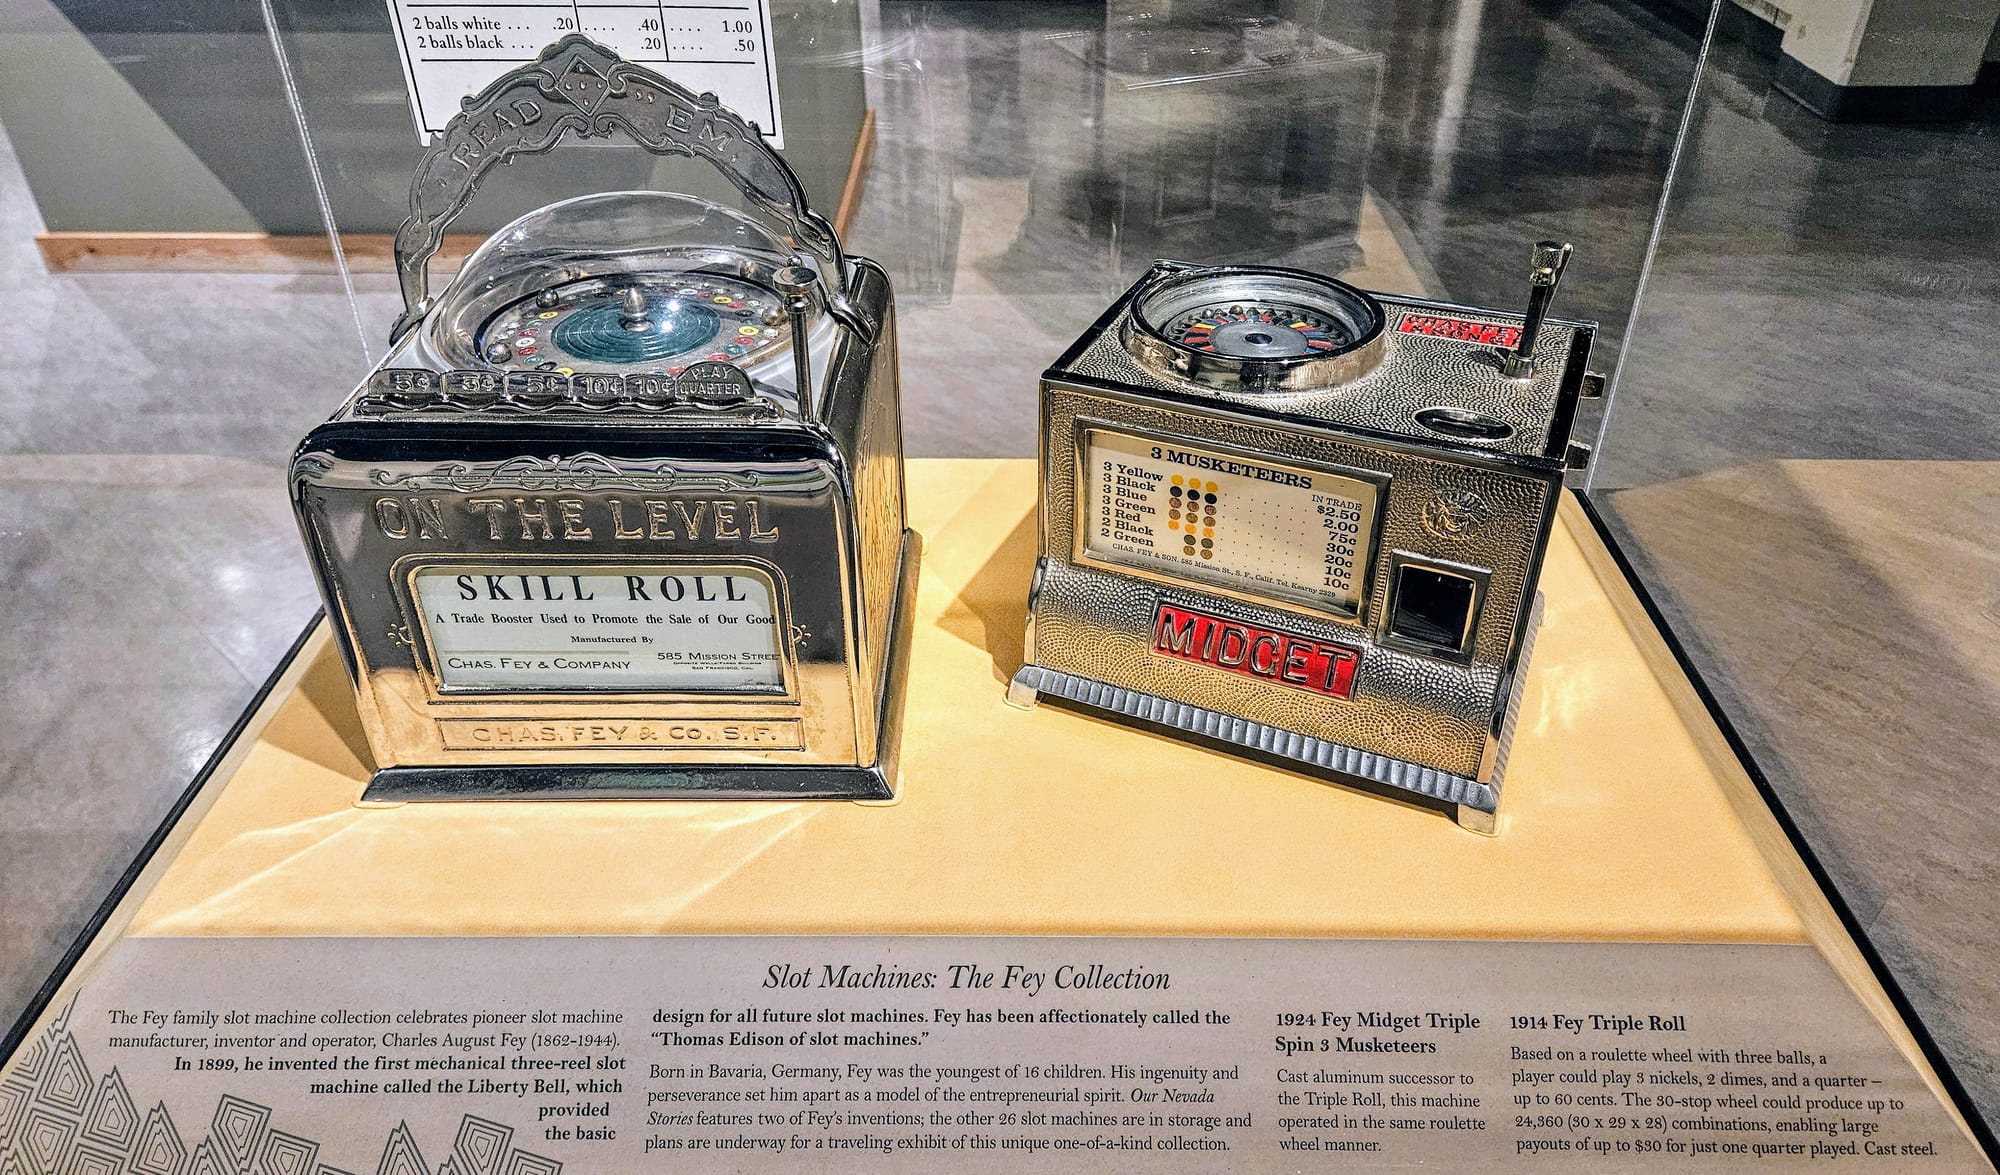 2 balls white . . . .20 . . . . .40 . . . . 1.00
2 balls black . . . .20 . . . . .50
READ 'EM.
5¢ 5¢ 5¢ 10¢ 10¢ PLAY QUARTER
ON THE LEVEL
SKILL ROLL
A Trade Booster Used to Promote the Sale of Our Good
Manufactured By
CHAS. FEY & COMPANY 585 MISSION STREE
OPPOSITE WELLS-FARGO BUILDING
SAN FRANCISCO, CAL.
CHAS. FEY & CO. S.F.
CHAS. FEY
& SON
3 MUSKETEERS
IN TRADE
3 Yellow $2.50
3 Black 2.00
3 Blue 75c
3 Green 30c
3 Red 20c
2 Black 10c
2 Green 10c
CHAS. FEY & SON. 585 Mission St., S. F., Calif. Tel. Kearny 2329
MIDGET
Slot Machines: The Fey Collection
The Fey family slot machine collection celebrates pioneer slot machine
manufacturer, inventor and operator, Charles August Fey (1862-1944).
In 1899, he invented the first mechanical three-reel slot
machine called the Liberty Bell, which
provided
the basic
design for all future slot machines. Fey has been affectionately called the
“Thomas Edison of slot machines.”
Born in Bavaria, Germany, Fey was the youngest of 16 children. His ingenuity and
perseverance set him apart as a model of the entrepreneurial spirit. Our Nevada
Stories features two of Fey's inventions; the other 26 slot machines are in storage and
plans are underway for a traveling exhibit of this unique one-of-a-kind collection.
1924 Fey Midget Triple
Spin 3 Musketeers
Cast aluminum successor to
the Triple Roll, this machine
operated in the same roulette
wheel manner.
1914 Fey Triple Roll
Based on a roulette wheel with three balls, a
player could play 3 nickels, 2 dimes, and a quarter –
up to 60 cents. The 30-stop wheel could produce up to
24,360 (30 x 29 x 28) combinations, enabling large
payouts of up to $30 for just one quarter played. Cast steel.